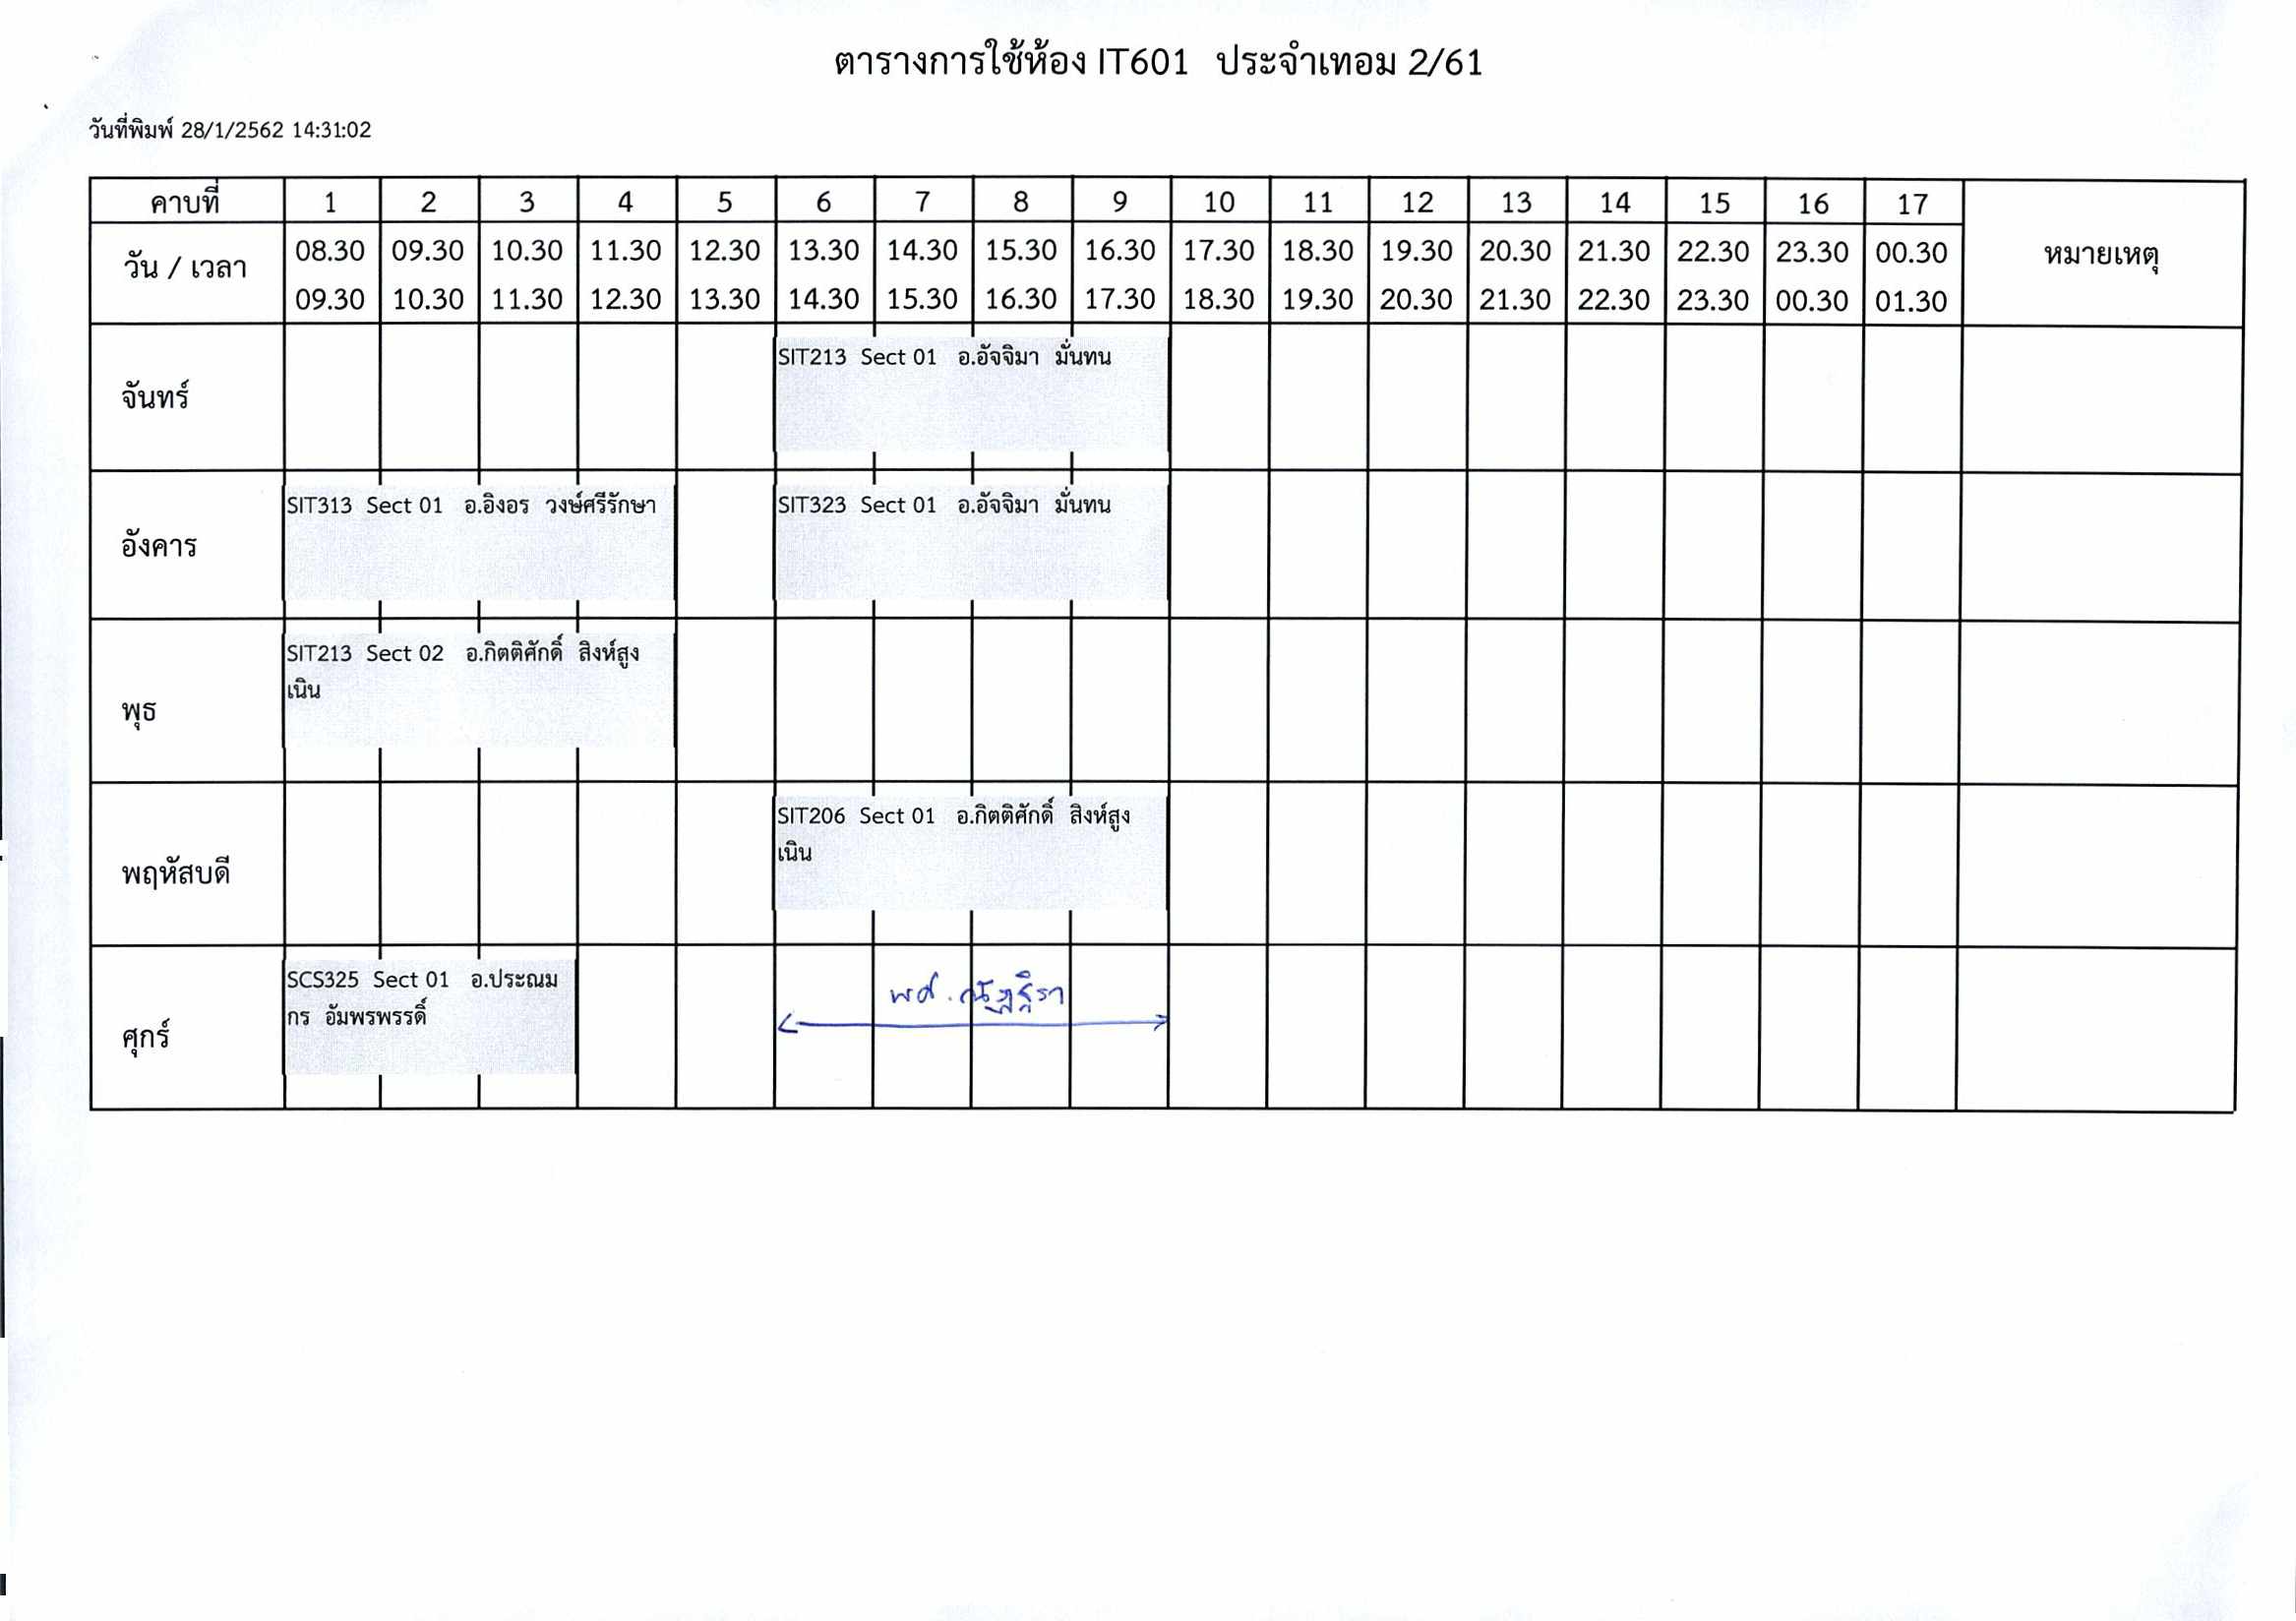 ตารางการใช้ห้อง IT601 ประจำเทอม 2/61
วันที่พิมพ์ 28/1/2562 14:31:02
คาบที่ 1 2 3 4 5 6 7 8 9 10 11 12 13 14 15 16 17
วัน / เวลา 08.30 09.30 10.30 11.30 12.30 13.30 14.30 15.30 16.30 17.30 18.30 19.30 20.30 21.30 22.30 23.30 00.30 หมายเหตุ
09.30 10.30 11.30 12.30 13.30 14.30 15.30 16.30 17.30 18.30 19.30 20.30 21.30 22.30 23.30 00.30 01.30
จันทร์
SIT213 Sect 01 อ.อัจจิมา มั่นทน
อังคาร
SIT313 Sect 01 อ.อิงอร วงษ์ศรีรักษา
SIT323 Sect 01 อ.อัจจิมา มั่นทน
พุธ
SIT213 Sect 02 อ.กิตติศักดิ์ สิงห์สูง
เนิน
พฤหัสบดี
SIT206 Sect 01 อ.กิตติศักดิ์ สิงห์สูง
เนิน
ศุกร์
SCS325 Sect 01 อ.ประณม
กร อัมพรพรรดิ์